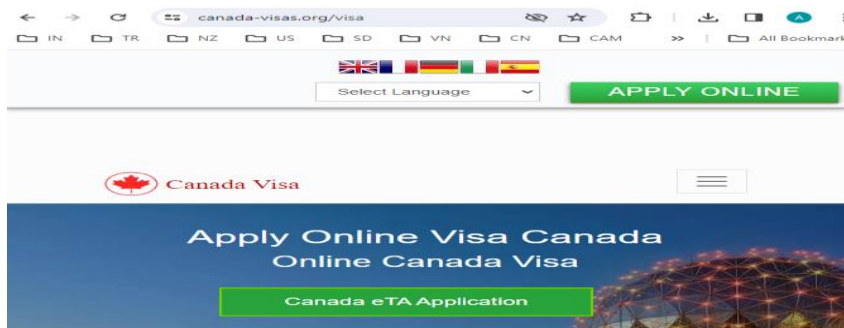 canada-visas.org/visa
IN TR NZ US SD VN CN CAM >> All Bookmark
Select Language APPLY ONLINE
Canada Visa
Apply Online Visa Canada
Online Canada Visa
Canada eTA Application